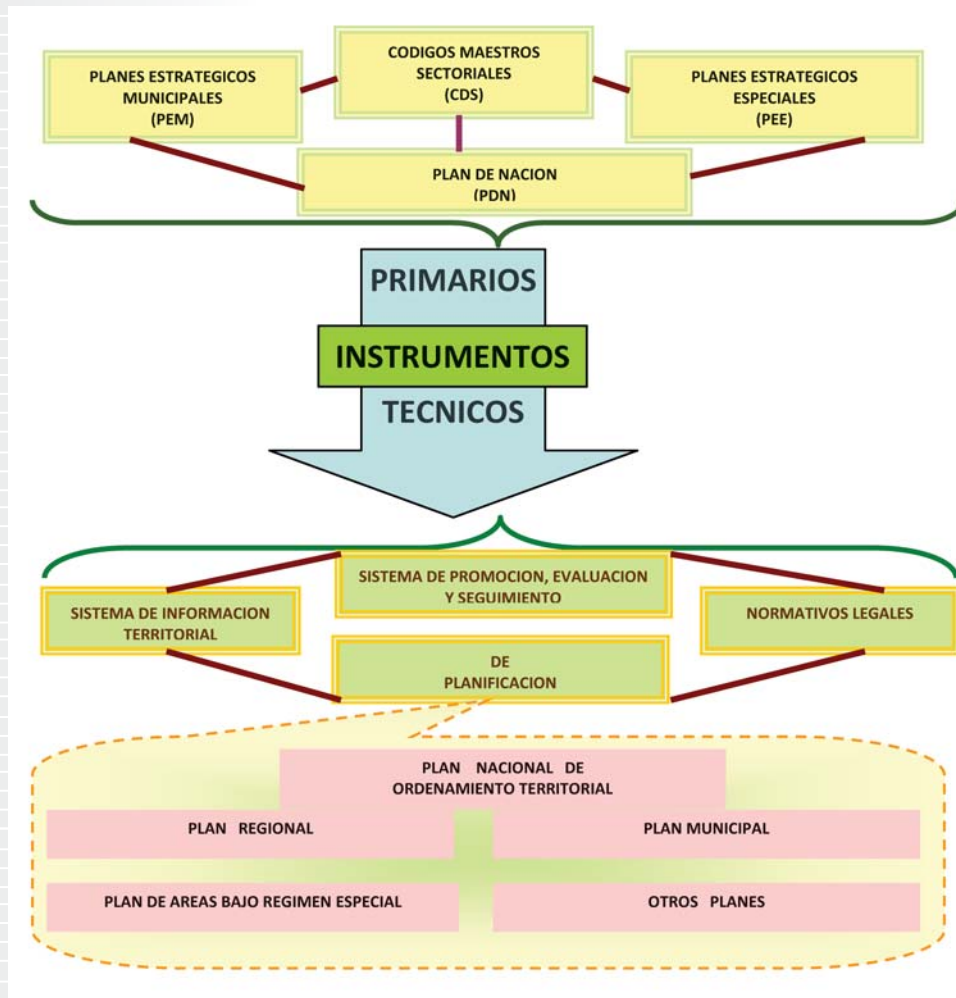 CODIGOS MAESTROS
SECTORIALES
(CDS)
PLANES ESTRATEGICOS
MUNICIPALES
(PEM)
PLANES ESTRATEGICOS
ESPECIALES
(PEE)
PLAN DE NACION
(PDN)
PRIMARIOS
INSTRUMENTOS
TECNICOS
SISTEMA DE PROMOCION, EVALUACION
Y SEGUIMIENTO
SISTEMA DE INFORMACION
TERRITORIAL
NORMATIVOS LEGALES
DE
PLANIFICACION
PLAN NACIONAL DE
ORDENAMIENTO TERRITORIAL
PLAN REGIONAL
PLAN MUNICIPAL
PLAN DE AREAS BAJO REGIMEN ESPECIAL
OTROS PLANES